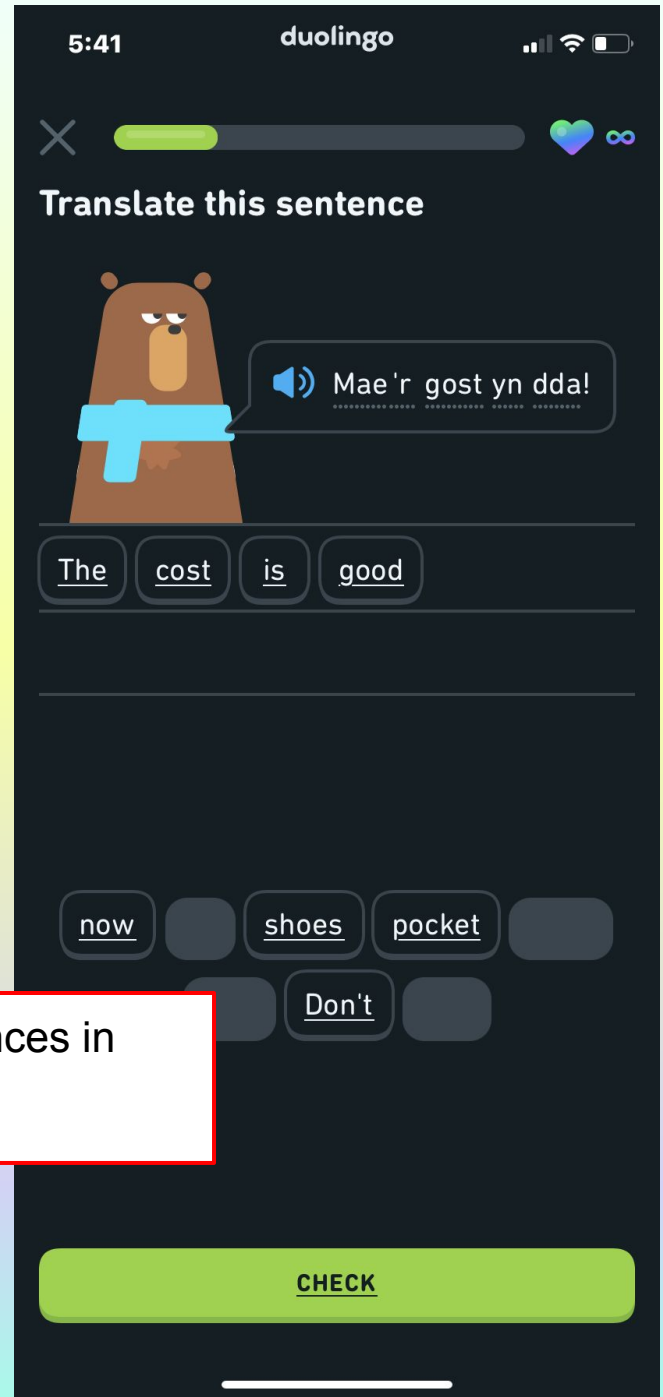 5:41 duolingo
∞
Translate this sentence
Mae'r gost yn dda!
The cost is good
now shoes pocket
Don't
in
CHECK